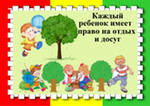 Каждый
ребенок имеет
право на отдых
и досуг